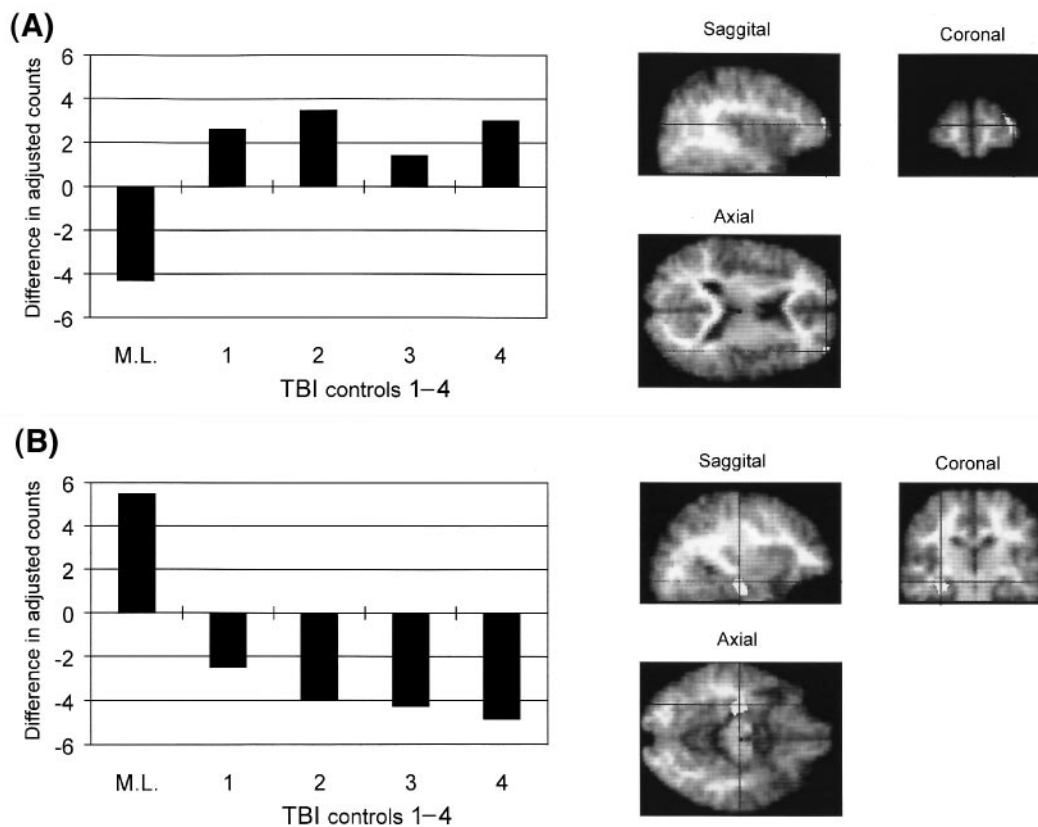 (A)
Difference in adjusted counts
6
4
2
0
-2
-4
-6
M.L. 1 2 3 4
TBI controls 1–4
Saggital
Coronal
Axial
(B)
Difference in adjusted counts
6
4
2
0
-2
-4
-6
M.L. 1 2 3 4
TBI controls 1–4
Saggital
Coronal
Axial